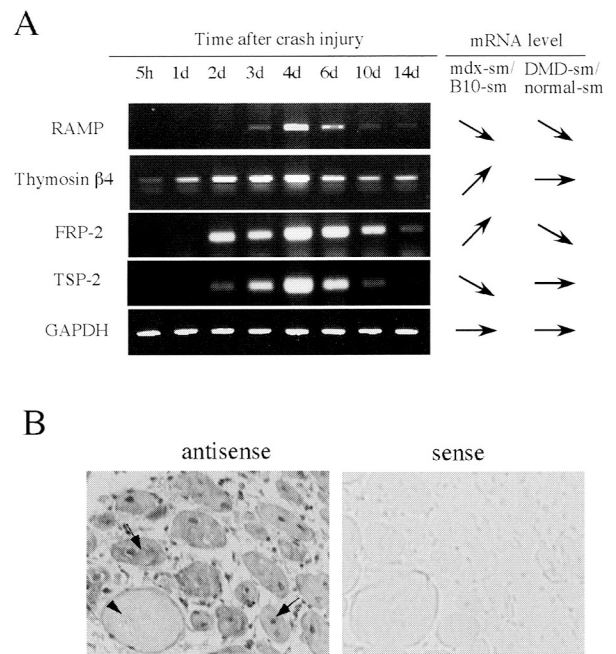 A
Time after crash injury
mRNA level
5h 1d 2d 3d 4d 6d 10d 14d
mdx-sm/ B10-sm
DMD-sm/ normal-sm
RAMP
Thymosin β4
FRP-2
TSP-2
GAPDH
B
antisense
sense